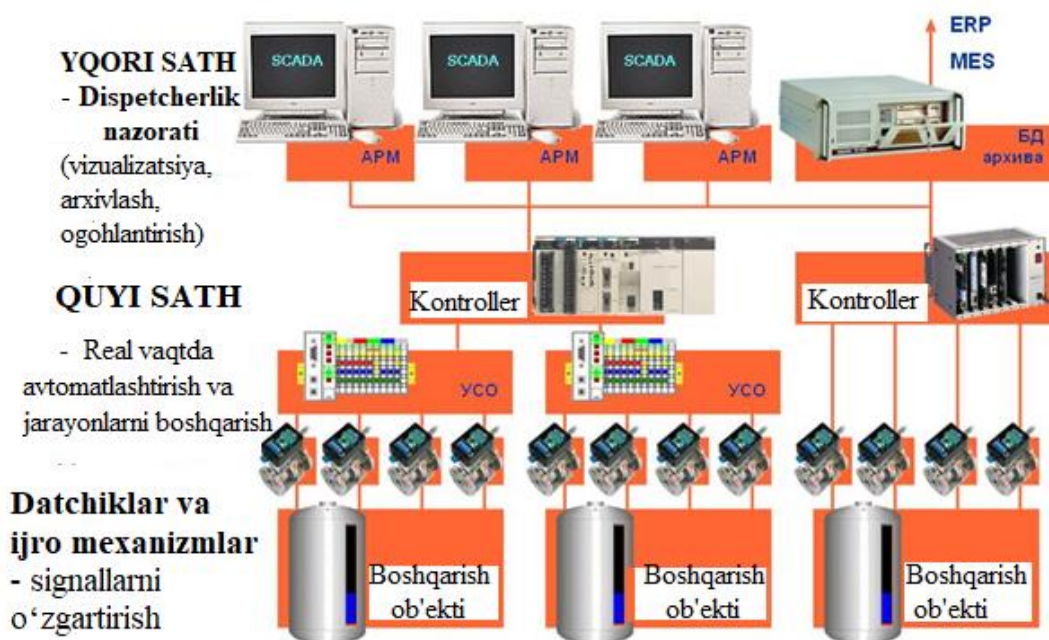 YQORI SATH
- Dispetcherlik
nazorati
(vizualizatsiya,
arxivlash,
ogohlantirish)
SCADA
SCADA
SCADA
ERP
MES
АРМ
АРМ
АРМ
БД
архива
QUYI SATH
- Real vaqtda
avtomatlashtirish va
jarayonlarni boshqarish
Kontroller
Kontroller
УСО
УСО
Datchiklar va
ijro mexanizmlar
- signallarni
o‘zgartirish
Boshqarish
ob'ekti
Boshqarish
ob'ekti
Boshqarish
ob'ekti